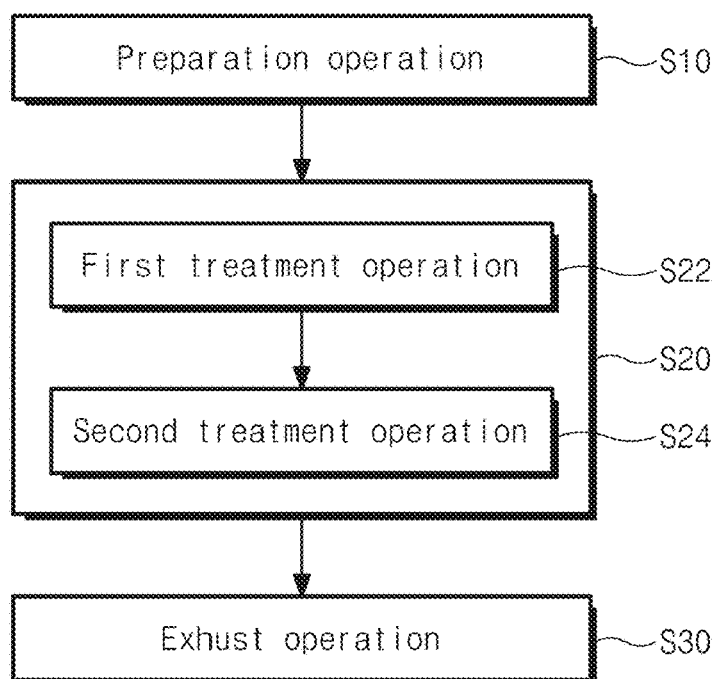 Preparation operation
S10
First treatment operation
S22
S20
Second treatment operation
S24
Exhust operation
S30